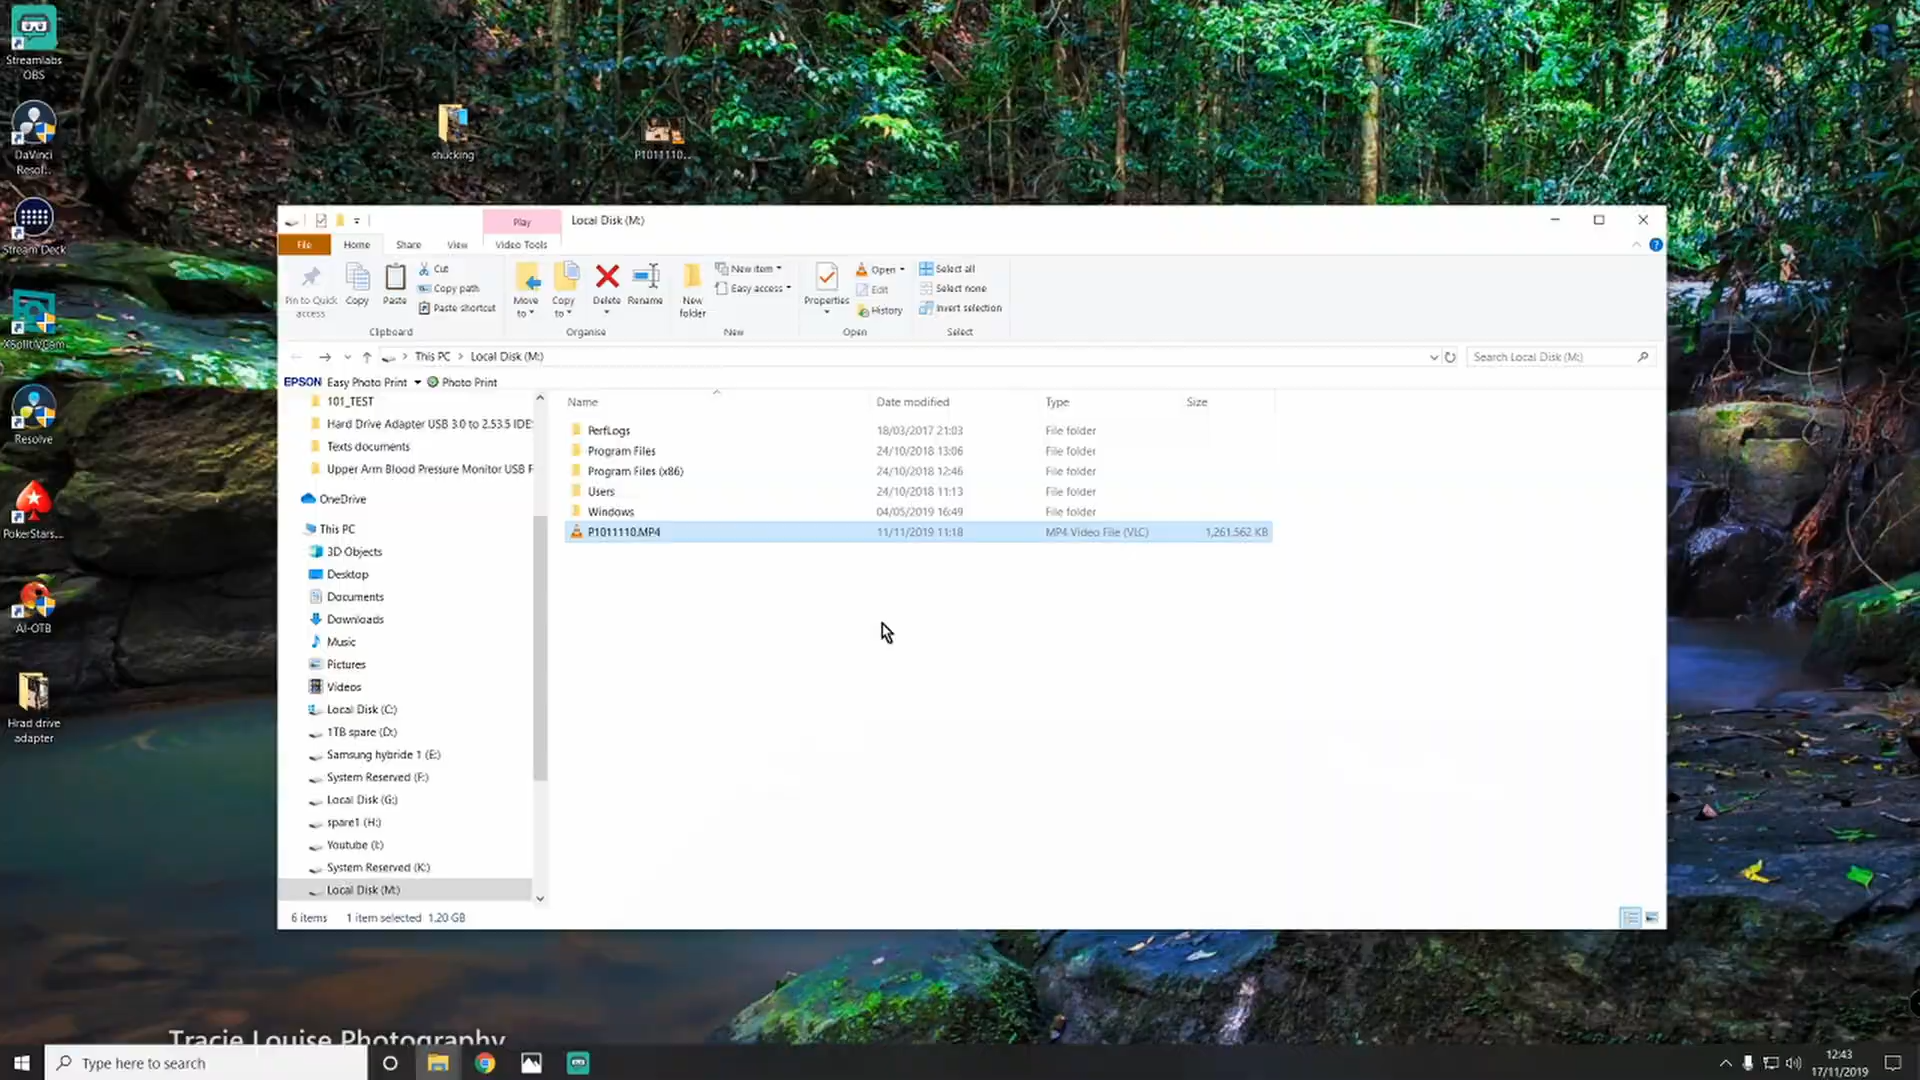 Streamlabs
OBS
DaVinci
Resol...
Stream Deck
XSplit VCam
Resolve
PokerStars...
AI-OTB
Hrad drive
adapter
shucking
P1011110...
Play
Local Disk (M:)
File
Home
Share
View
Video Tools
Pin to Quick
access
Copy
Paste
Cut
Copy path
Paste shortcut
Clipboard
Move
to
Copy
to
Delete
Rename
Organise
New
folder
New item
Easy access
New
Properties
Open
Edit
History
Open
Select all
Select none
Invert selection
Select
This PC > Local Disk (M:)
Search Local Disk (M:)
EPSON Easy Photo Print Photo Print
101_TEST
Hard Drive Adapter USB 3.0 to 2.53.5 IDE
Texts documents
Upper Arm Blood Pressure Monitor USB F
OneDrive
This PC
3D Objects
Desktop
Documents
Downloads
Music
Pictures
Videos
Local Disk (C:)
1TB spare (D:)
Samsung hybride 1 (E:)
System Reserved (F:)
Local Disk (G:)
spare1 (H:)
Youtube (I:)
System Reserved (K:)
Local Disk (M:)
Name Date modified Type Size
PerfLogs 18/03/2017 21:03 File folder
Program Files 24/10/2018 13:06 File folder
Program Files (x86) 24/10/2018 12:46 File folder
Users 24/10/2018 11:13 File folder
Windows 04/05/2019 16:49 File folder
P1011110.MP4 11/11/2019 11:18 MP4 Video File (VLC) 1,261,562 KB
6 items 1 item selected 1.20 GB
Tracie Louise Photography
Type here to search
12:43
17/11/2019